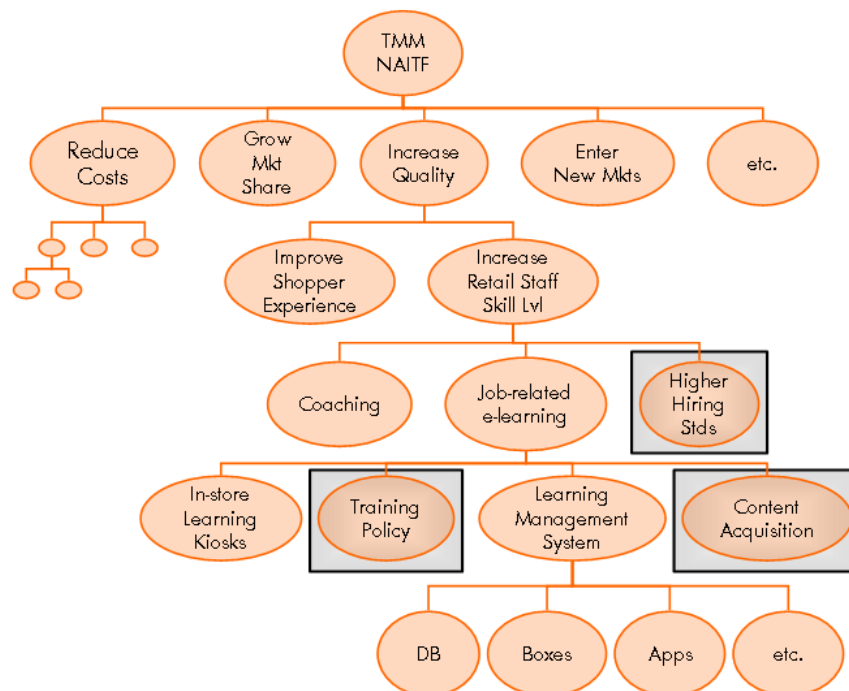 TMM
NAITF
Reduce
Costs
Grow
Mkt
Share
Increase
Quality
Enter
New Mkts
etc.
Improve
Shopper
Experience
Increase
Retail Staff
Skill Lvl
Coaching
Job-related
e-learning
Higher
Hiring
Stds
In-store
Learning
Kiosks
Training
Policy
Learning
Management
System
Content
Acquisition
DB
Boxes
Apps
etc.